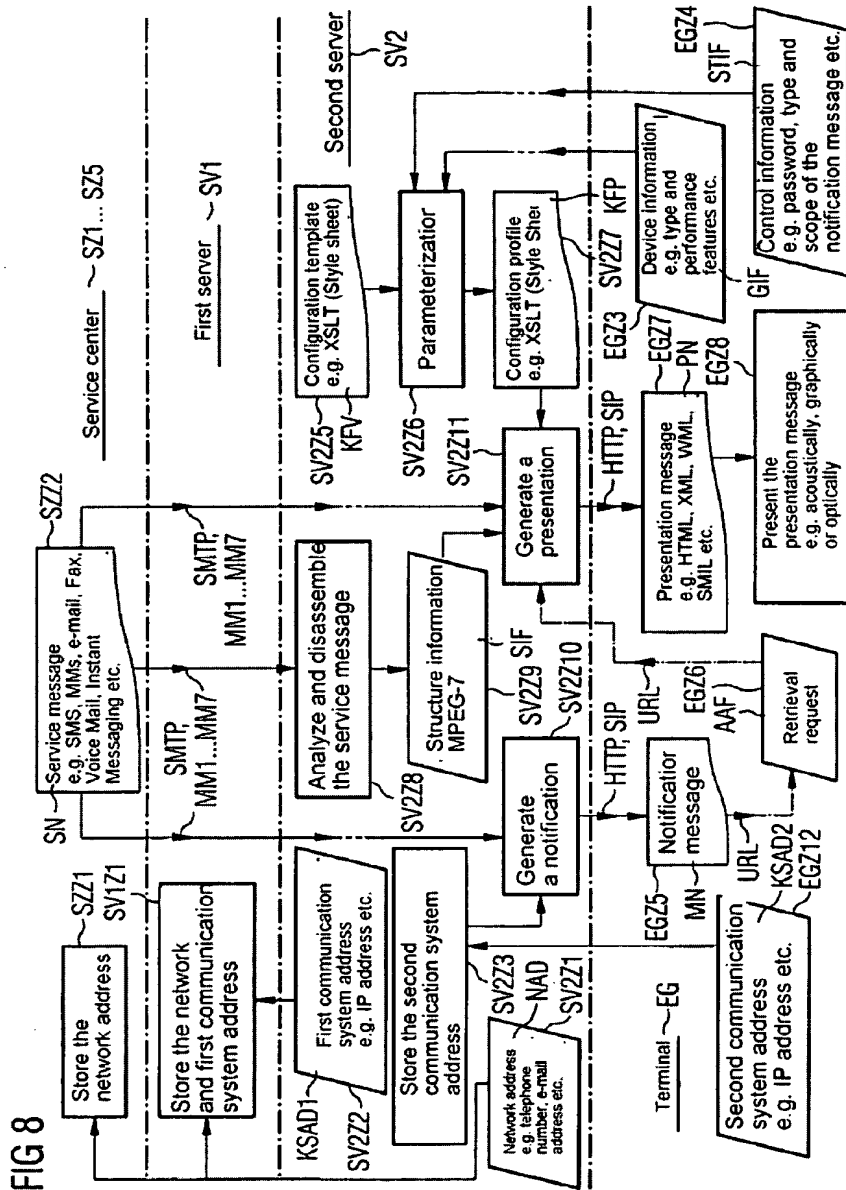 FIG 8
Service center
SZ1... SZ5
First server
SV1
Second server
SV2
Terminal
EG
Store the
network address
SZZ1
SN
Service message
e.g. SMS, MMs, e-mail, Fax,
Voice Mail, Instant
Messaging etc.
SZZ2
Store the network
and first communication
system address
SV1Z1
SMTP,
MM1...MM7
SMTP,
MM1...MM7
SMTP,
MM1...MM7
KSAD1
First communication
system address
e.g. IP address etc.
SV2Z2
Store the second
communication system
address
SV2Z3
Network address
e.g. telephone
number, e-mail
address etc.
NAD
SV2Z1
Analyze and disassemble
the service message
SV2Z8
Structure information
MPEG-7
SIF
SV2Z9
Generate
a notification
SV2Z10
Generate a
presentation
SV2Z11
Configuration template
e.g. XSLT (Style sheet)
SV2Z5
KFV
Parameterizatior
SV2Z6
Configuration profile
e.g. XSLT (Style Shee
KFP
SV2Z7
HTTP, SIP
HTTP, SIP
URL
URL
Second communication
system address
e.g. IP address etc.
KSAD2
EGZ12
EGZ5
Notification
message
MN
EGZ6
AAF
Retrieval
request
Presentation message
e.g. HTML, XML, WML,
SMIL etc.
EGZ7
PN
Present the
presentation message
e.g. acoustically, graphically
or optically
EGZ8
EGZ3
Device information
e.g. type and
performance
features etc.
GIF
Control information
e.g. password, type and
scope of the
notification message etc.
STIF
EGZ4